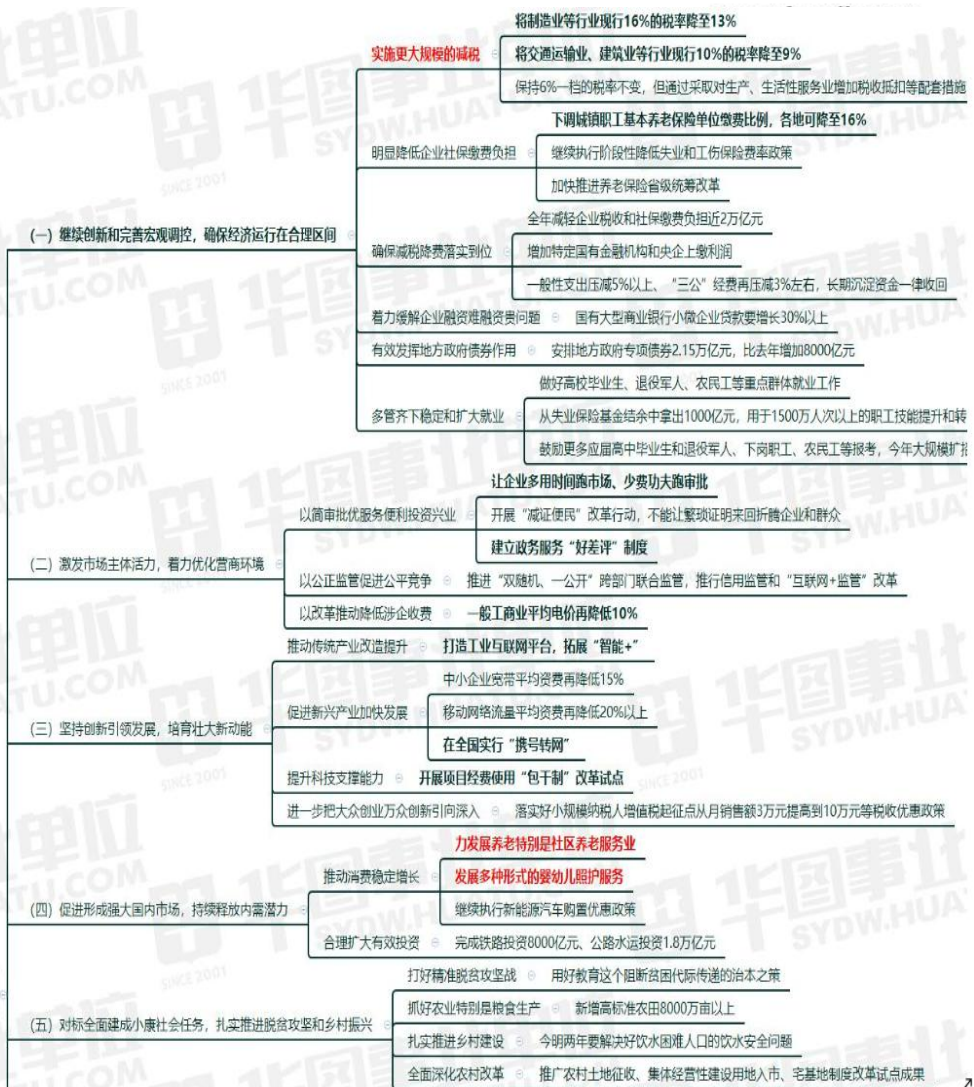 将制造业等行业现行16%的税率降至13%
实施更大规模的减税
将交通运输业、建筑业等行业现行10%的税率降至9%
保持6%一档的税率不变，但通过采取对生产、生活性服务业增加税收抵扣等配套措施
下调城镇职工基本养老保险单位缴费比例，各地可降至16%
明显降低企业社保缴费负担
继续执行阶段性降低失业和工伤保险费率政策
加快推进养老保险省级统筹改革
（一）继续创新和完善宏观调控，确保经济运行在合理区间
全年减轻企业税收和社保缴费负担近2万亿元
确保减税降费落实到位
增加特定国有金融机构和央企上缴利润
一般性支出压减5%以上、“三公”经费再压减3%左右，长期沉淀资金一律收回
着力缓解企业融资难融资贵问题
国有大型商业银行小微企业贷款要增长30%以上
有效发挥地方政府债券作用
安排地方政府专项债券2.15万亿元，比去年增加8000亿元
做好高校毕业生、退役军人、农民工等重点群体就业工作
多管齐下稳定和扩大就业
从失业保险基金结余中拿出1000亿元，用于1500万人次以上的职工技能提升和转
鼓励更多应届高中毕业生和退役军人、下岗职工、农民工等报考，今年大规模扩
让企业多用时间跑市场、少费功夫跑审批
以简审批优服务便利投资兴业
开展“减证便民”改革行动，不能让繁琐证明来回折腾企业和群众
建立政务服务“好差评”制度
（二）激发市场主体活力，着力优化营商环境
以公正监管促进公平竞争
推进“双随机、一公开”跨部门联合监管，推行信用监管和“互联网+监管”改革
以改革推动降低涉企收费
一般工商业平均电价再降低10%
推动传统产业改造提升
打造工业互联网平台，拓展“智能+”
中小企业宽带平均资费再降低15%
促进新兴产业加快发展
移动网络流量平均资费再降低20%以上
在全国实行“携号转网”
（三）坚持创新引领发展，培育壮大新动能
提升科技支撑能力
开展项目经费使用“包干制”改革试点
进一步把大众创业万众创新引向深入
落实好小规模纳税人增值税起征点从月销售额3万元提高到10万元等税收优惠政策
力发展养老特别是社区养老服务业
推动消费稳定增长
发展多种形式的婴幼儿照护服务
继续执行新能源汽车购置优惠政策
（四）促进形成强大国内市场，持续释放内需潜力
合理扩大有效投资
完成铁路投资8000亿元、公路水运投资1.8万亿元
打好精准脱贫攻坚战
用好教育这个阻断贫困代际传递的治本之策
抓好农业特别是粮食生产
新增高标准农田8000万亩以上
（五）对标全面建成小康社会任务，扎实推进脱贫攻坚和乡村振兴
扎实推进乡村建设
今明两年要解决好饮水困难人口的饮水安全问题
全面深化农村改革
推广农村土地征收、集体经营性建设用地入市、宅基地制度改革试点成果